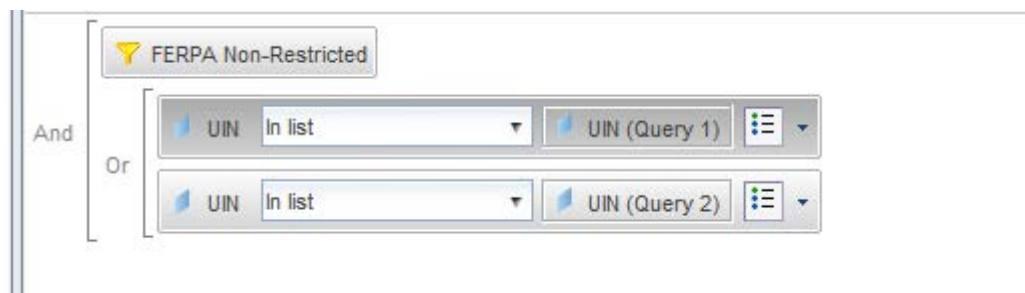 FERPA Non-Restricted
And
UIN In list UIN (Query 1)
Or
UIN In list UIN (Query 2)